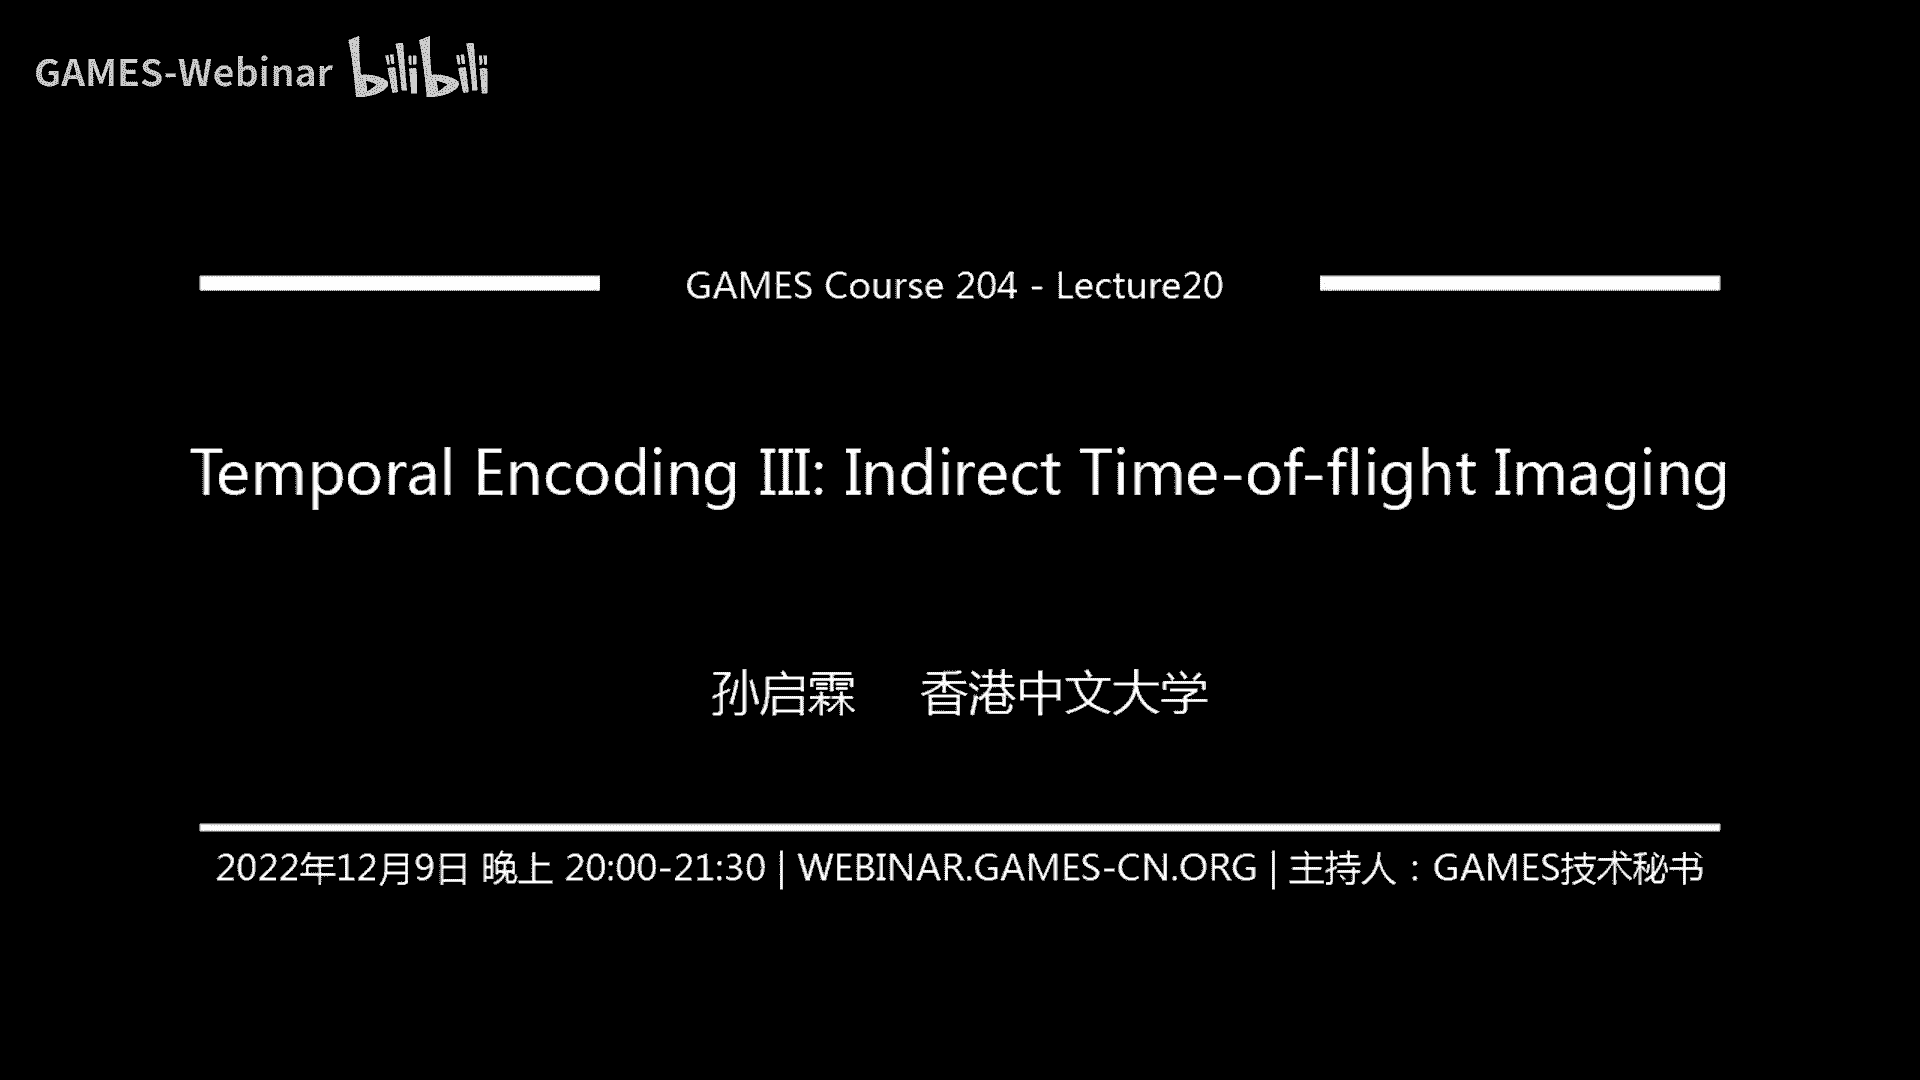 GAMES-Webinar bilibili
GAMES Course 204 - Lecture20
Temporal Encoding III: Indirect Time-of-flight Imaging
孙启霖 香港中文大学
2022年12月9日 晚上 20:00-21:30 | WEBINAR.GAMES-CN.ORG | 主持人：GAMES技术秘书